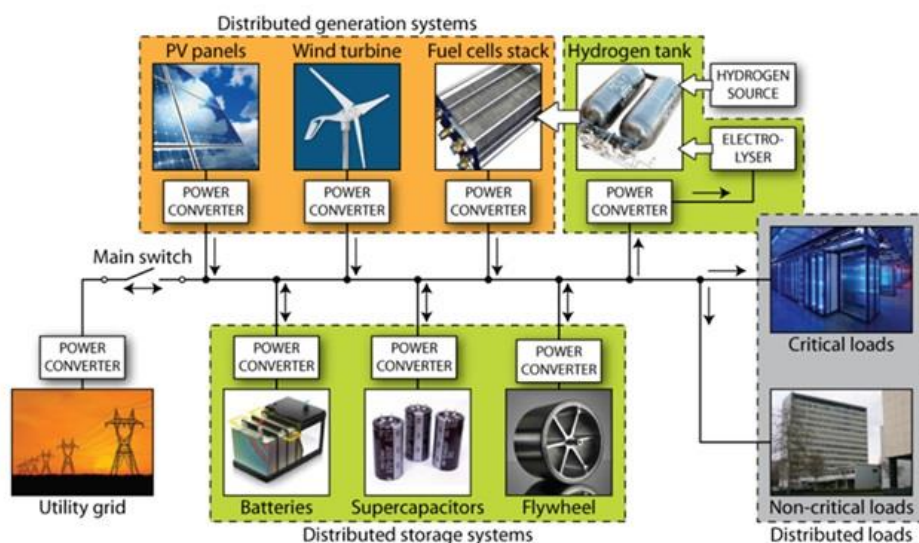 Distributed generation systems
PV panels
Wind turbine
Fuel cells stack
Hydrogen tank
HYDROGEN
SOURCE
ELECTRO-
LYSER
POWER
CONVERTER
POWER
CONVERTER
POWER
CONVERTER
POWER
CONVERTER
Main switch
POWER
CONVERTER
POWER
CONVERTER
POWER
CONVERTER
POWER
CONVERTER
Critical loads
Utility grid
Batteries
Supercapacitors
Flywheel
Non-critical loads
Distributed storage systems
Distributed loads